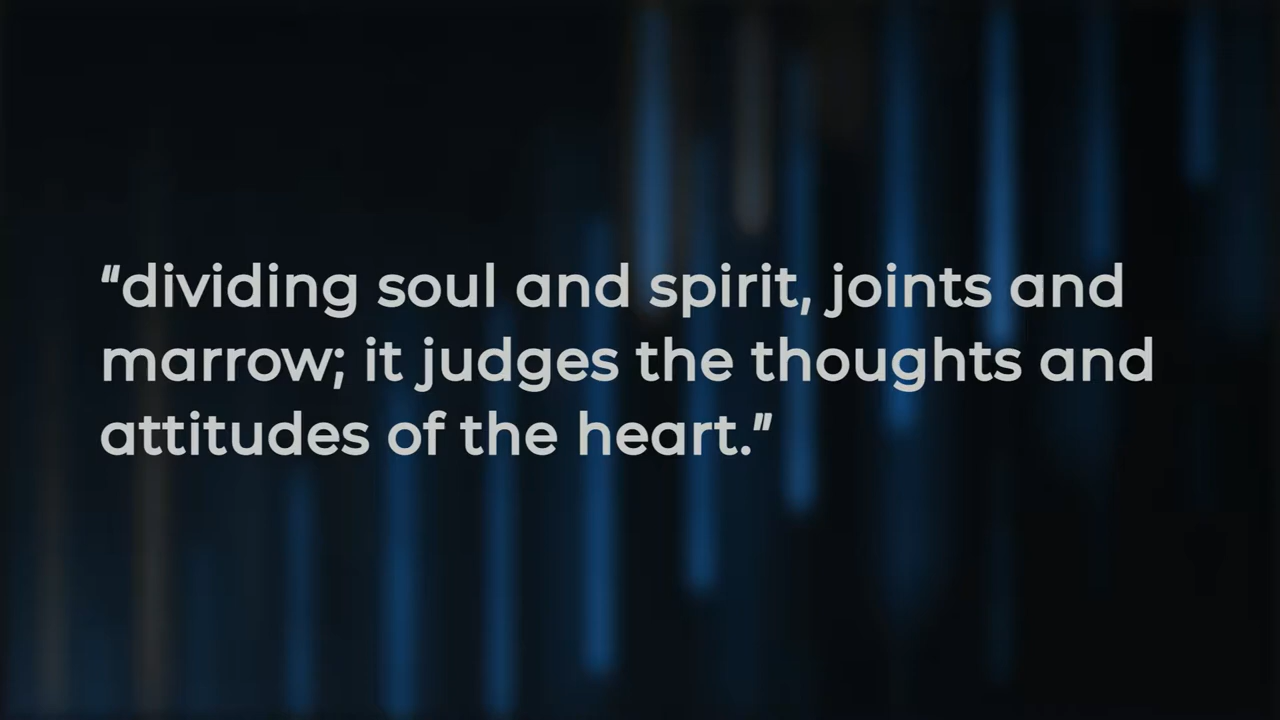 “dividing soul and spirit, joints and
marrow; it judges the thoughts and
attitudes of the heart.”